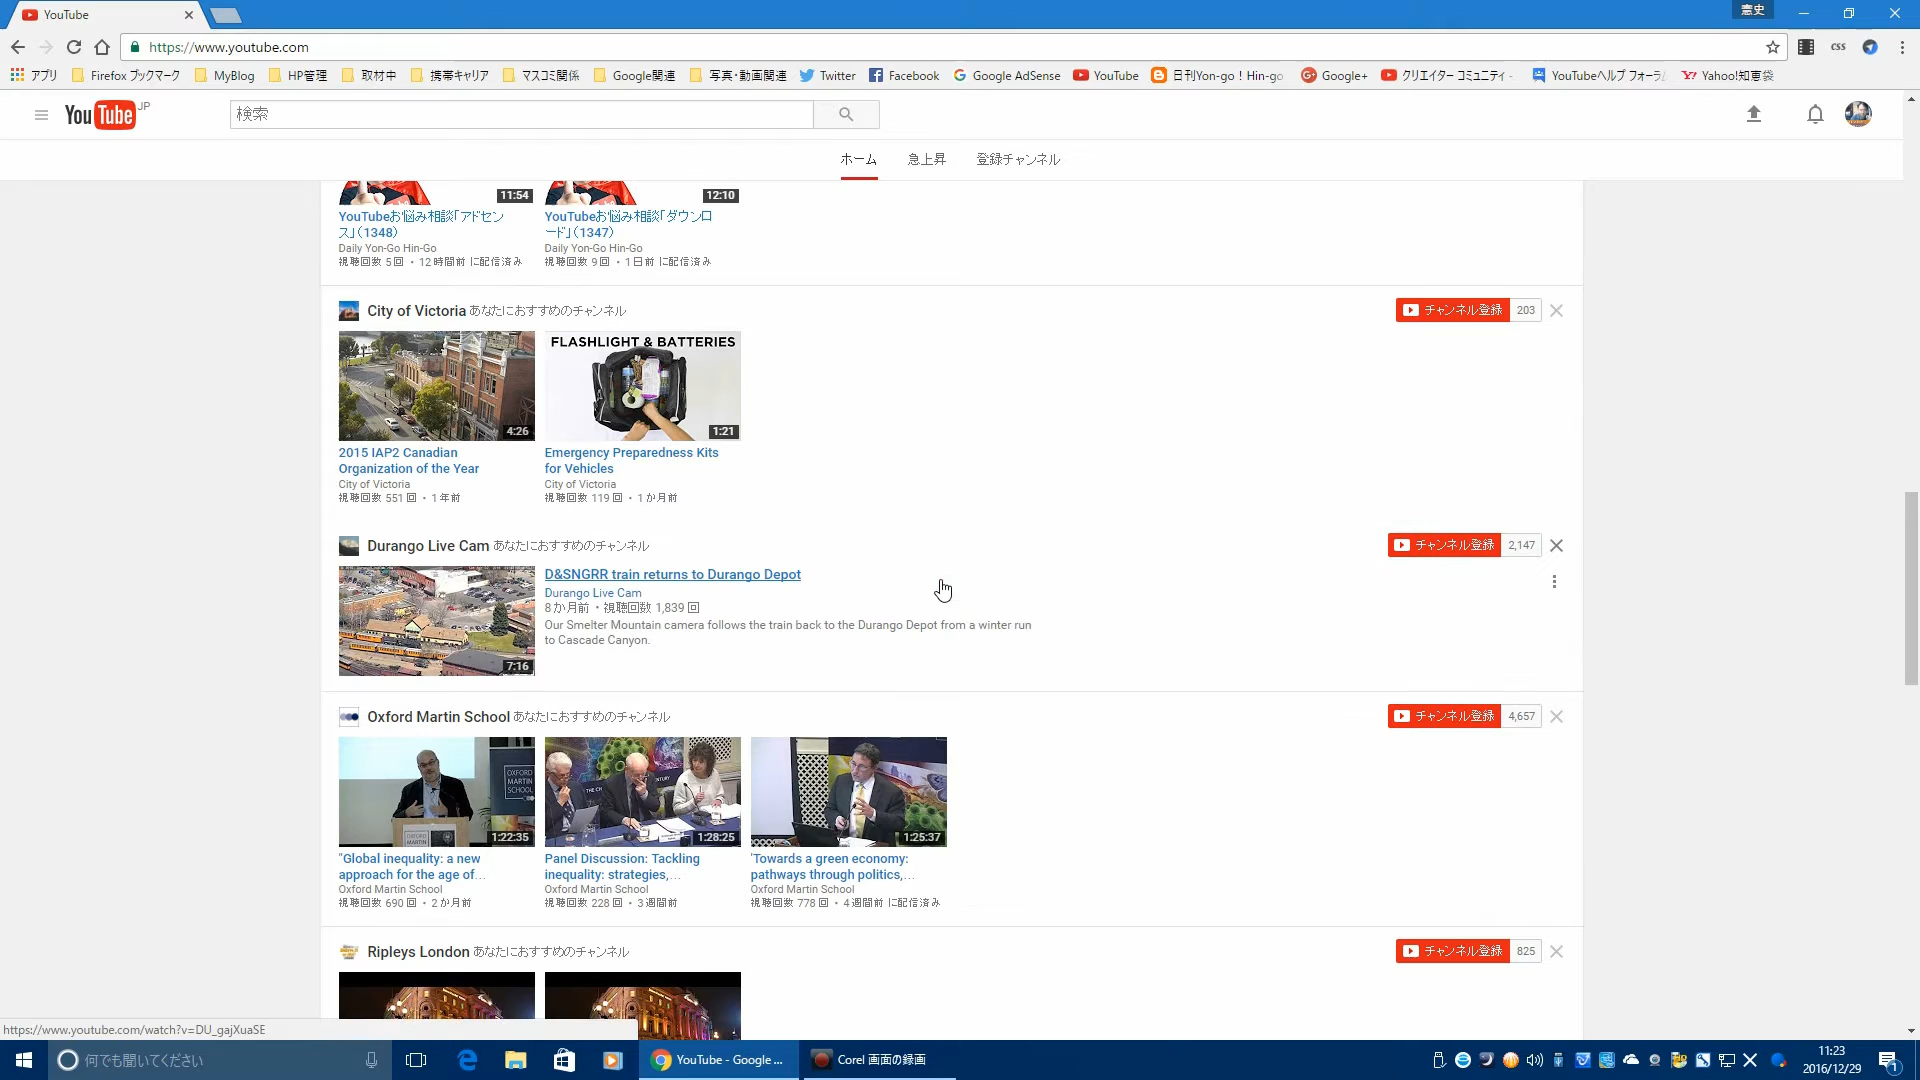 YouTube
憲史
https://www.youtube.com
css
アプリ Firefox ブックマーク MyBlog HP管理 取材中 携帯キャリア マスコミ関係 Google関連 写真・動画関連 Twitter Facebook Google AdSense YouTube 日刊Yon-go！Hin-go Google+ クリエイター コミュニティ - YouTubeヘルプ フォーラ Yahoo!知恵袋
YouTube JP
検索
ホーム 急上昇 登録チャンネル
11:54 12:10
YouTubeお悩み相談「アドセン
ス」（1348）
Daily Yon-Go Hin-Go
視聴回数 5 回 ・ 12 時間前 に配信済み
YouTubeお悩み相談「ダウンロ
ード」（1347）
Daily Yon-Go Hin-Go
視聴回数 9 回 ・ 1 日前 に配信済み
City of Victoria あなたにおすすめのチャンネル
チャンネル登録 203
4:26
FLASHLIGHT & BATTERIES
1:21
2015 IAP2 Canadian
Organization of the Year
City of Victoria
視聴回数 551 回 ・ 1 年前
Emergency Preparedness Kits
for Vehicles
City of Victoria
視聴回数 119 回 ・ 1 か月前
Durango Live Cam あなたにおすすめのチャンネル
チャンネル登録 2,147
7:16
D&SNGRR train returns to Durango Depot
Durango Live Cam
8 か月前 ・ 視聴回数 1,839 回
Our Smelter Mountain camera follows the train back to the Durango Depot from a winter run
to Cascade Canyon.
Oxford Martin School あなたにおすすめのチャンネル
チャンネル登録 4,657
OXFORD
MARTIN
SCHOOL
1:22:35
1:28:25
1:25:37
"Global inequality: a new
approach for the age of...
Oxford Martin School
視聴回数 690 回 ・ 2 か月前
Panel Discussion: Tackling
inequality: strategies,...
Oxford Martin School
視聴回数 228 回 ・ 3 週間前
'Towards a green economy:
pathways through politics,...
Oxford Martin School
視聴回数 778 回 ・ 4 週間前 に配信済み
Ripleys London あなたにおすすめのチャンネル
チャンネル登録 825
https://www.youtube.com/watch?v=DU_gajXuaSE
何でも聞いてください
YouTube - Google ...
Corel 画面の録画
11:23
2016/12/29
1